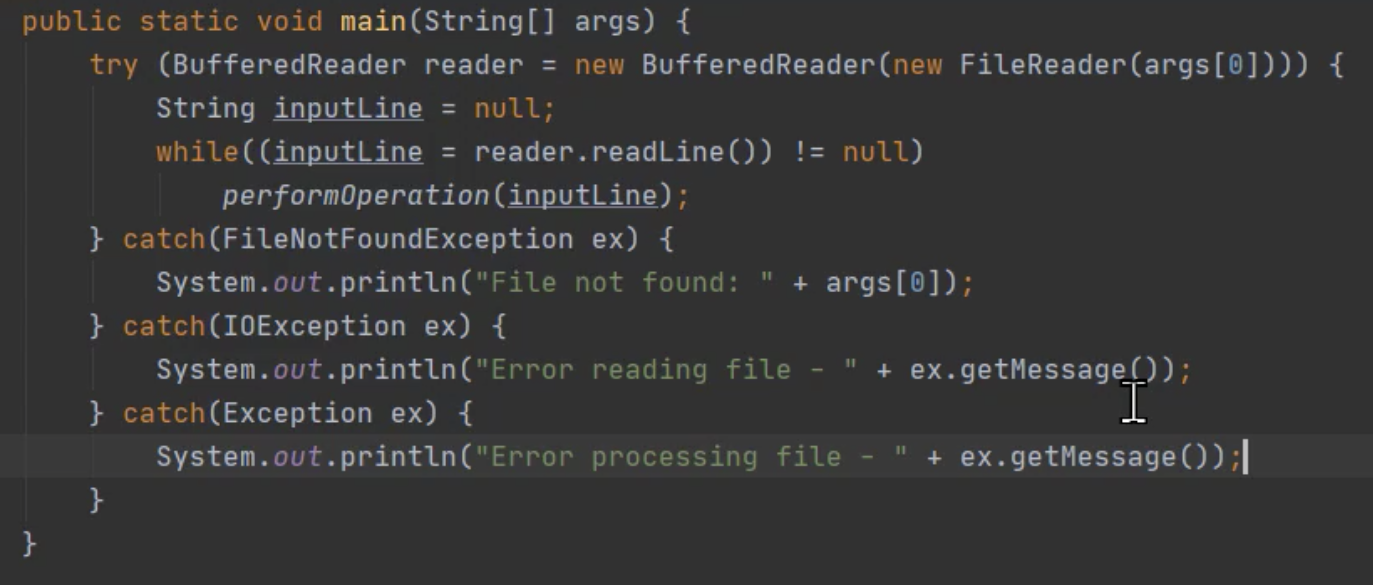 public static void main(String[] args) {
    try (BufferedReader reader = new BufferedReader(new FileReader(args[0]))) {
        String inputLine = null;
        while((inputLine = reader.readLine()) != null)
            performOperation(inputLine);
    } catch(FileNotFoundException ex) {
        System.out.println("File not found: " + args[0]);
    } catch(IOException ex) {
        System.out.println("Error reading file - " + ex.getMessage());
    } catch(Exception ex) {
        System.out.println("Error processing file - " + ex.getMessage());
    }
}